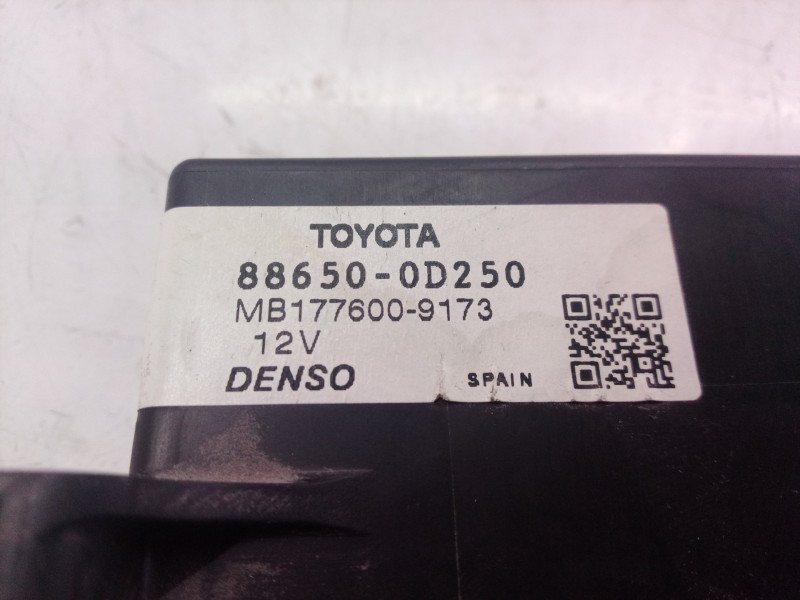 TOYOTA
88650-0D250
MB177600-9173
12V
DENSO SPAIN